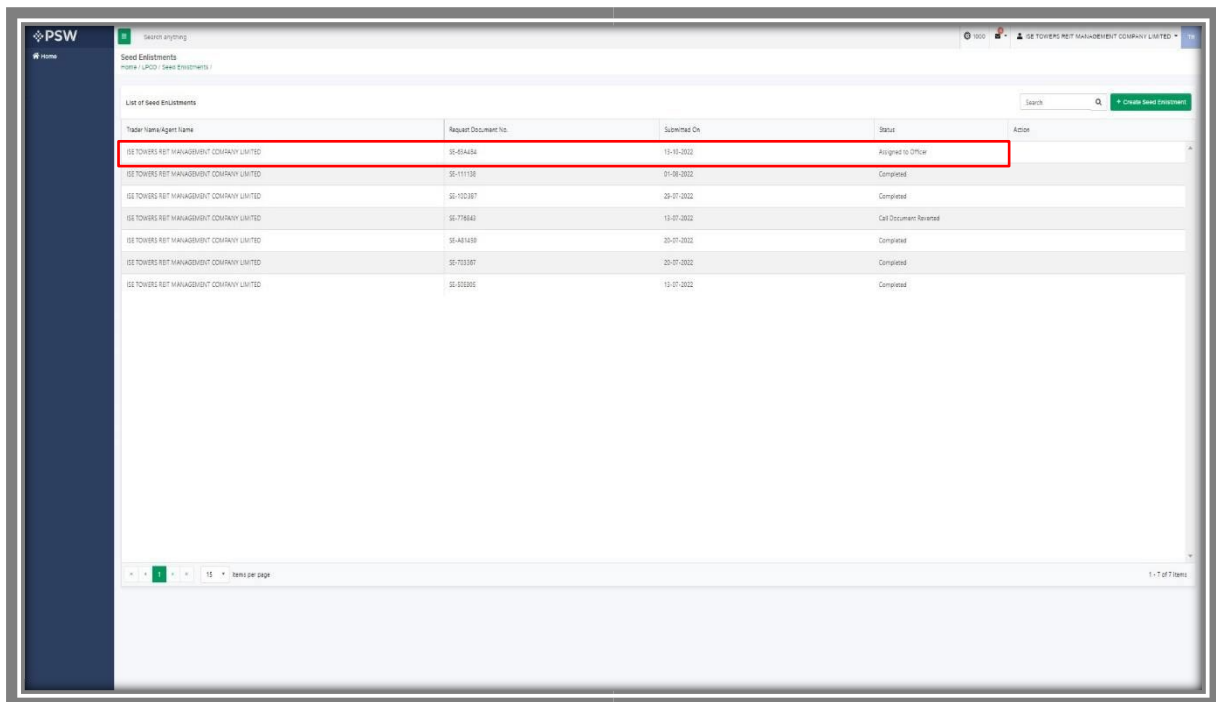 PSW
Search anything
1000
ISE TOWERS REIT MANAGEMENT COMPANY LIMITED
TR
Home
Seed Enlistments
Home / LPCO / Seed Enlistments /
List of Seed EnListments
Search
+ Create Seed Enlistment
Trader Name/Agent Name Request Document No. Submitted On Status Action
ISE TOWERS REIT MANAGEMENT COMPANY LIMITED 13-10-2022 Assigned to Officer
ISE TOWERS REIT MANAGEMENT COMPANY LIMITED SE-111138 01-08-2022 Completed
ISE TOWERS REIT MANAGEMENT COMPANY LIMITED 29-07-2022 Completed
ISE TOWERS REIT MANAGEMENT COMPANY LIMITED 13-07-2022 Call Document Reverted
ISE TOWERS REIT MANAGEMENT COMPANY LIMITED 20-07-2022 Completed
ISE TOWERS REIT MANAGEMENT COMPANY LIMITED 20-07-2022 Completed
ISE TOWERS REIT MANAGEMENT COMPANY LIMITED 13-07-2022 Completed
1 15 items per page 1 - 7 of 7 items